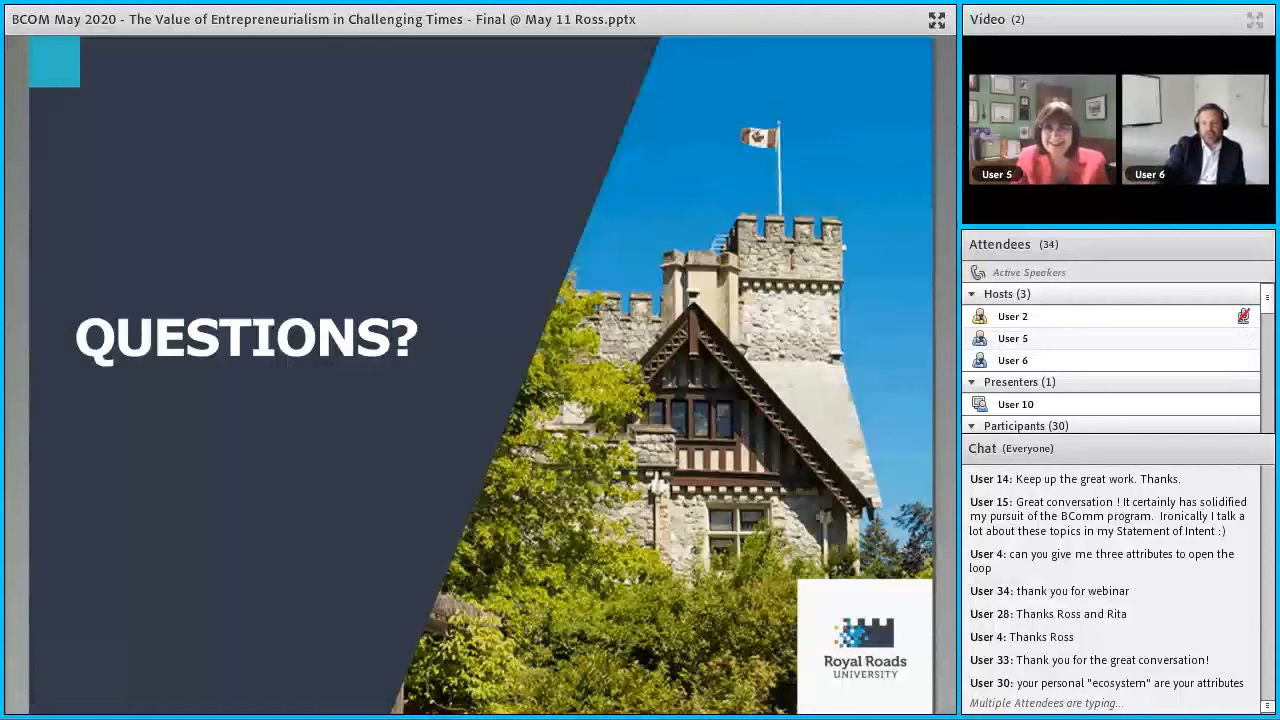 BCOM May 2020 - The Value of Entrepreneurialism in Challenging Times - Final @ May 11 Ross.pptx
QUESTIONS?
Royal Roads
UNIVERSITY
Video (2)
User 5
User 6
Attendees (34)
Active Speakers
Hosts (3)
User 2
User 5
User 6
Presenters (1)
User 10
Participants (30)
Chat (Everyone)
User 14: Keep up the great work. Thanks.
User 15: Great conversation ! It certainly has solidified
my pursuit of the BComm program. Ironically I talk a
lot about these topics in my Statement of Intent :)
User 4: can you give me three attributes to open the
loop
User 34: thank you for webinar
User 28: Thanks Ross and Rita
User 4: Thanks Ross
User 33: Thank you for the great conversation!
User 30: your personal "ecosystem" are your attributes
Multiple Attendees are typing...